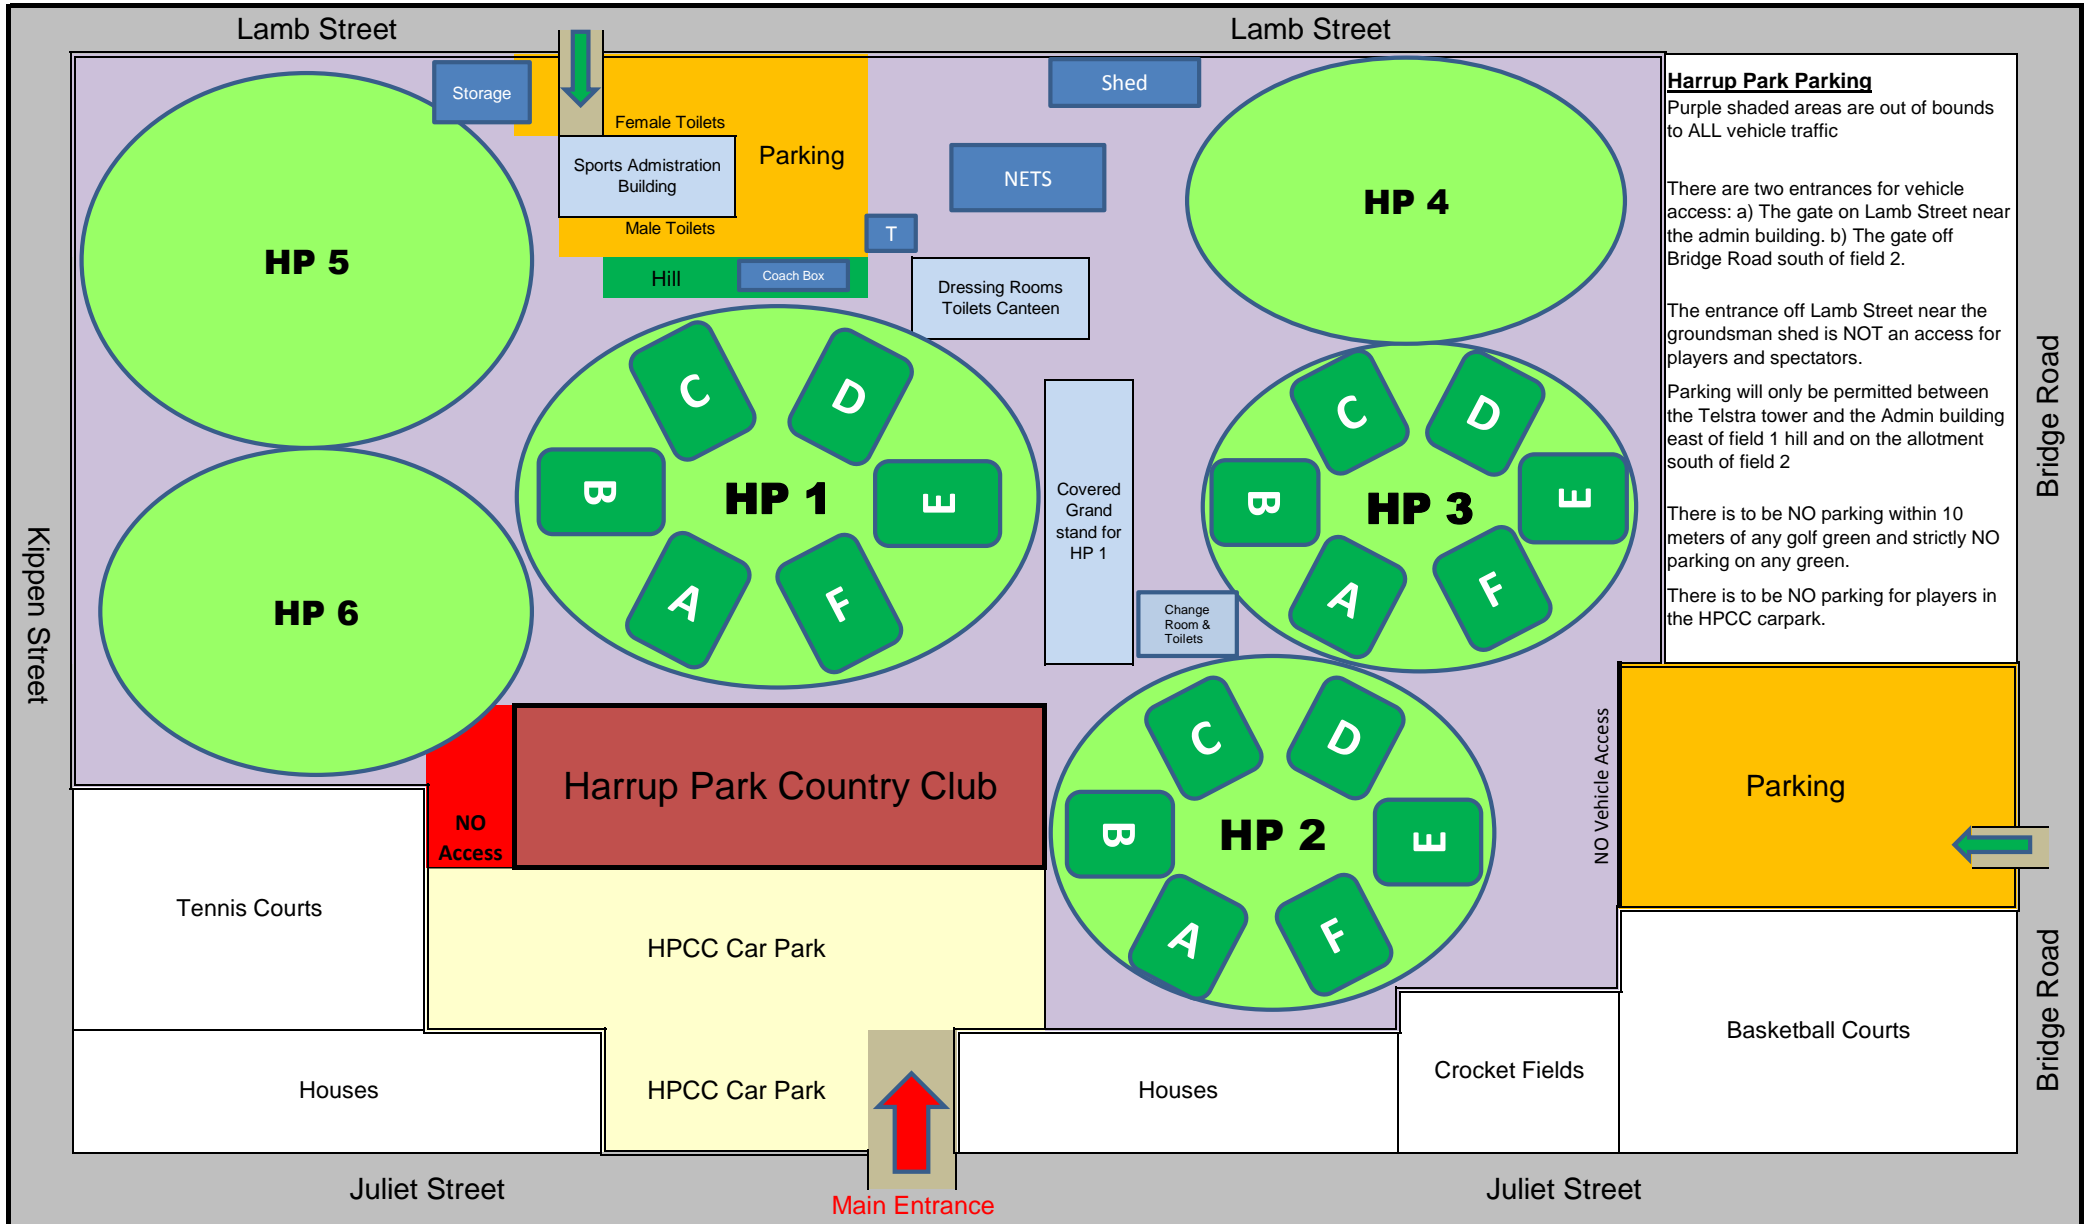 Lamb Street
Lamb Street
Storage
Female Toilets
Sports Admistration
Building
Parking
Male Toilets
Shed
NETS
T
Hill
Coach Box
Dressing Rooms
Toilets Canteen
HP 5
HP 4
Harrup Park Parking
Purple shaded areas are out of bounds
to ALL vehicle traffic
There are two entrances for vehicle
access: a) The gate on Lamb Street near
the admin building. b) The gate off
Bridge Road south of field 2.
The entrance off Lamb Street near the
groundsman shed is NOT an access for
players and spectators.
Parking will only be permitted between
the Telstra tower and the Admin building
east of field 1 hill and on the allotment
south of field 2
There is to be NO parking within 10
meters of any golf green and strictly NO
parking on any green.
There is to be NO parking for players in
the HPCC carpark.
Bridge Road
Kippen Street
C
D
B
HP 1
E
A
F
Covered
Grand
stand for
HP 1
C
D
B
HP 3
E
A
F
HP 6
Change
Room &
Toilets
NO
Access
Harrup Park Country Club
C
D
B
HP 2
E
A
F
NO Vehicle Access
Parking
Tennis Courts
HPCC Car Park
Houses
HPCC Car Park
Houses
Crocket Fields
Basketball Courts
Bridge Road
Juliet Street
Main Entrance
Juliet Street